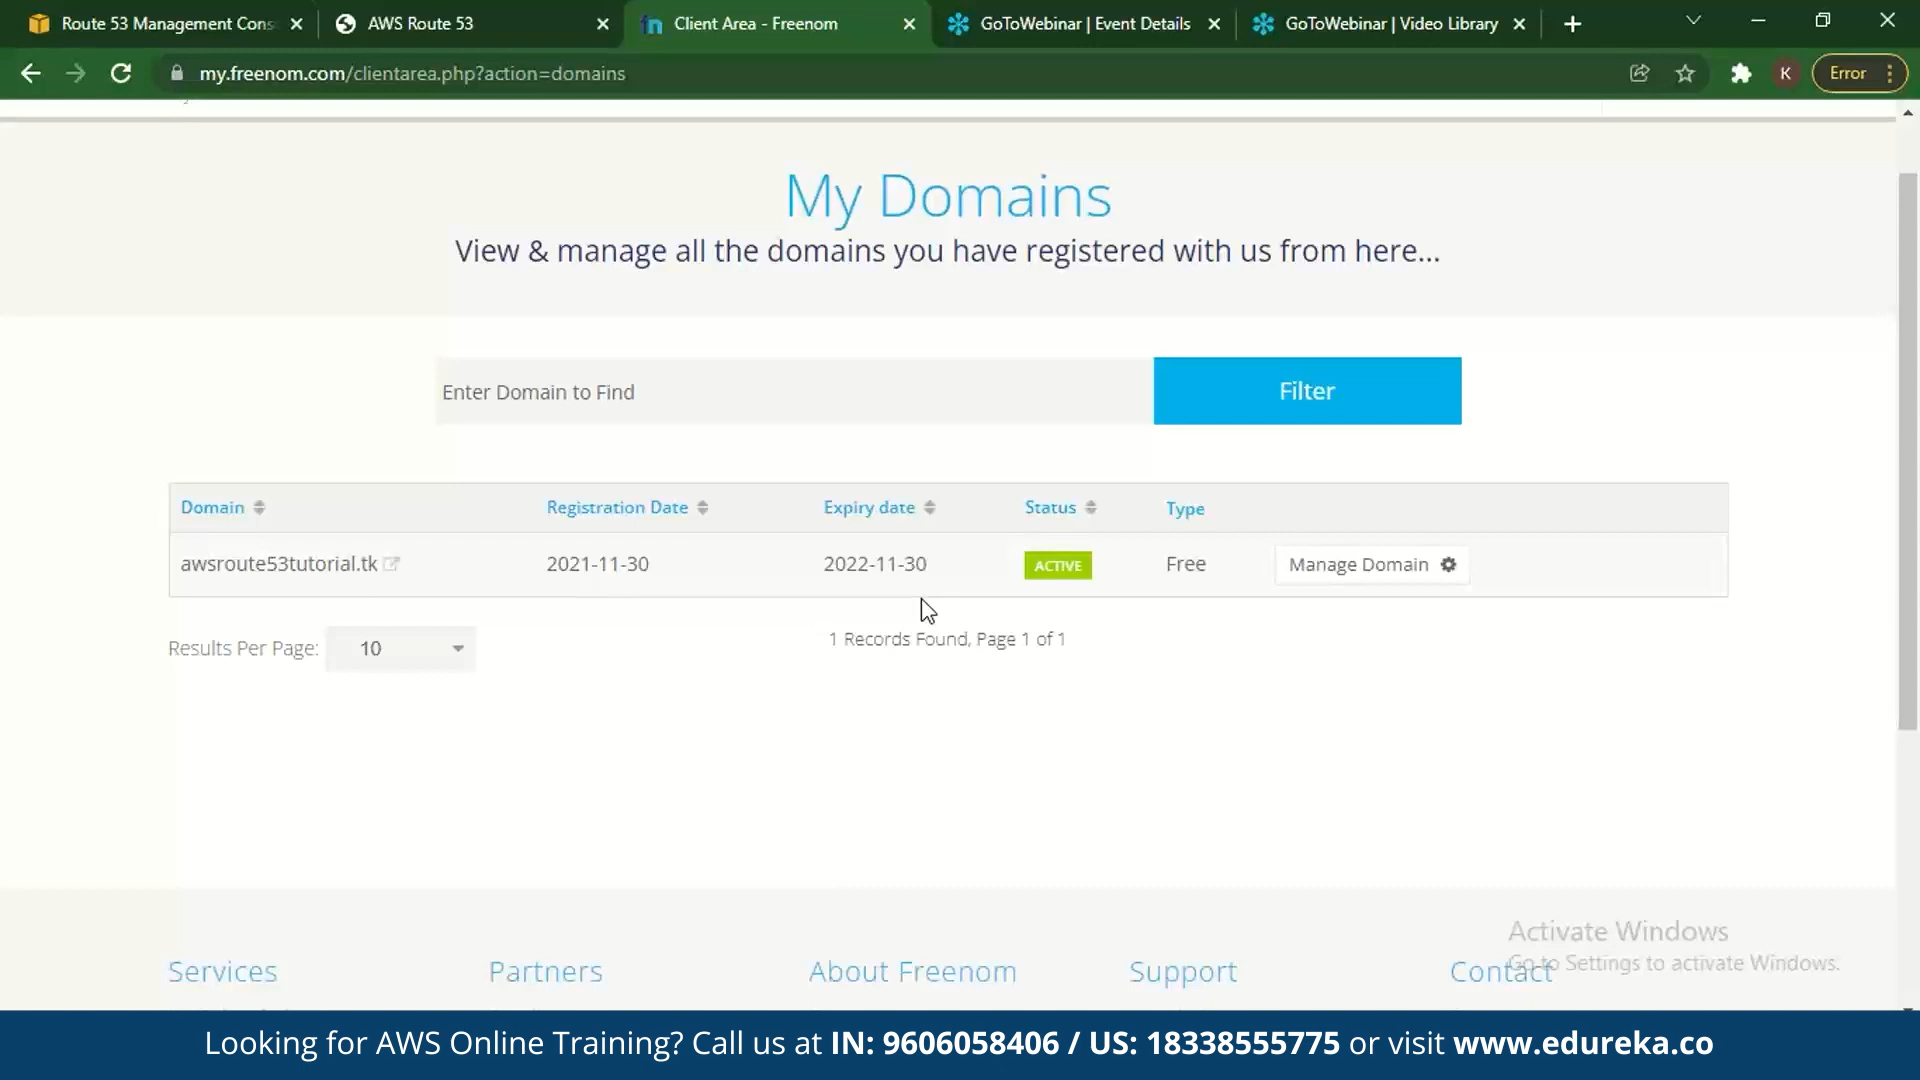 Route 53 Management Cons
AWS Route 53
Client Area - Freenom
GoToWebinar | Event Details
GoToWebinar | Video Library
my.freenom.com/clientarea.php?action=domains
K
Error
My Domains
View & manage all the domains you have registered with us from here...
Enter Domain to Find
Filter
Domain Registration Date Expiry date Status Type
awsroute53tutorial.tk 2021-11-30 2022-11-30 ACTIVE Free Manage Domain
Results Per Page: 10
1 Records Found, Page 1 of 1
Activate Windows
Go to Settings to activate Windows.
Services Partners About Freenom Support Contact
Looking for AWS Online Training? Call us at IN: 9606058406 / US: 18338555775 or visit www.edureka.co